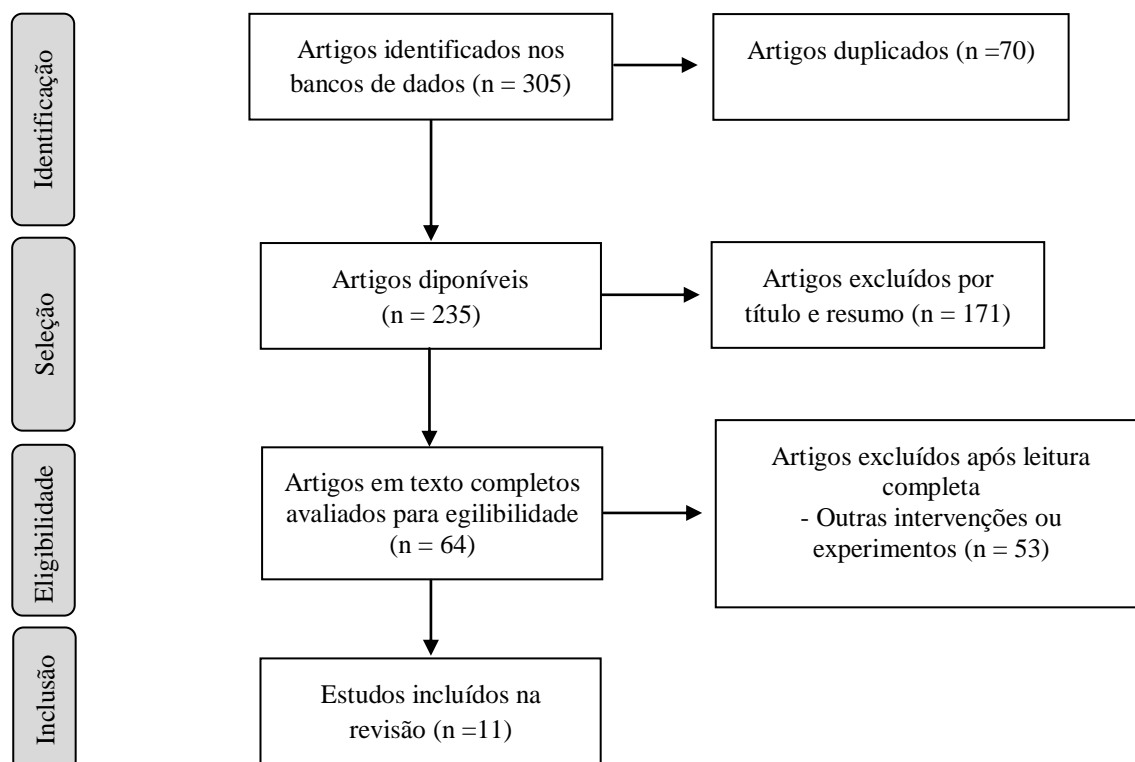 Identificação
Artigos identificados nos
bancos de dados (n = 305)
Artigos duplicados (n =70)
Seleção
Artigos diponíveis
(n = 235)
Artigos excluídos por
título e resumo (n = 171)
Eligibilidade
Artigos em texto completos
avaliados para egilibilidade
(n = 64)
Artigos excluídos após leitura
completa
- Outras intervenções ou
experimentos (n = 53)
Inclusão
Estudos incluídos na
revisão (n =11)